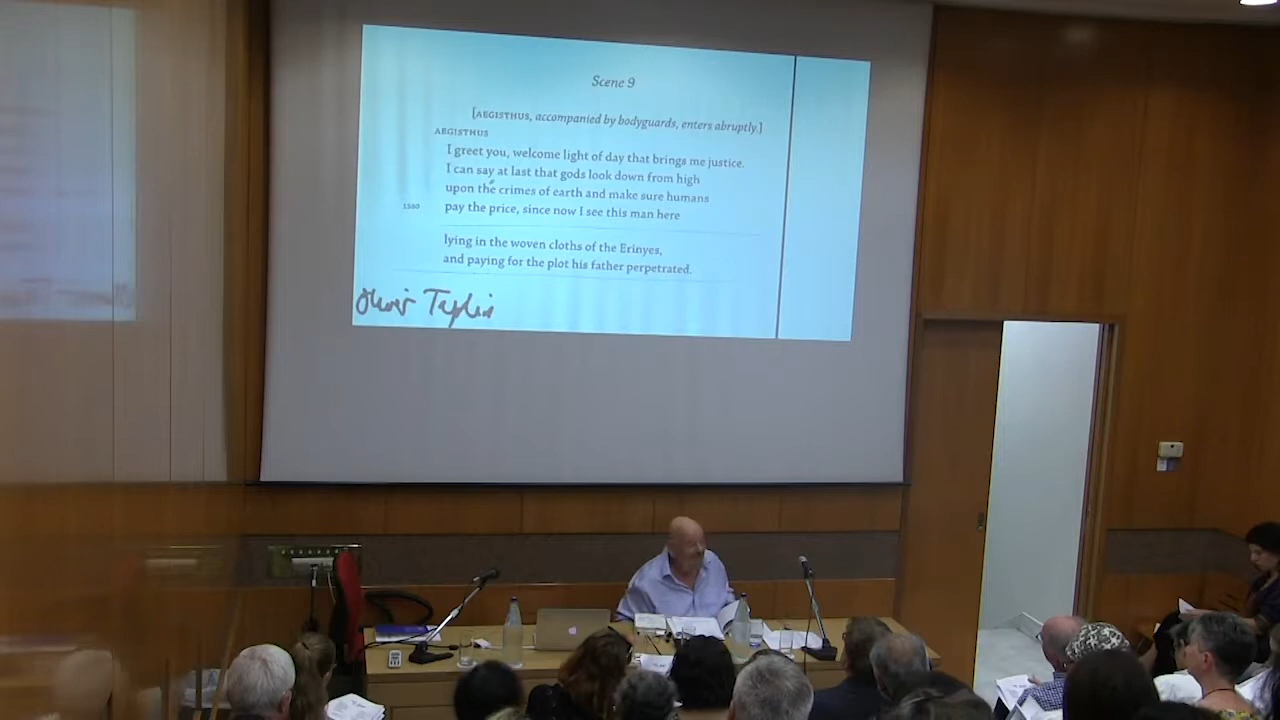 Scene 9
[AEGISTHUS, accompanied by bodyguards, enters abruptly.]
AEGISTHUS
I greet you, welcome light of day that brings me justice.
I can say at last that gods look down from high
upon the crimes of earth and make sure humans
1580 pay the price, since now I see this man here
lying in the woven cloths of the Erinyes,
and paying for the plot his father perpetrated.
Oliver Taplin